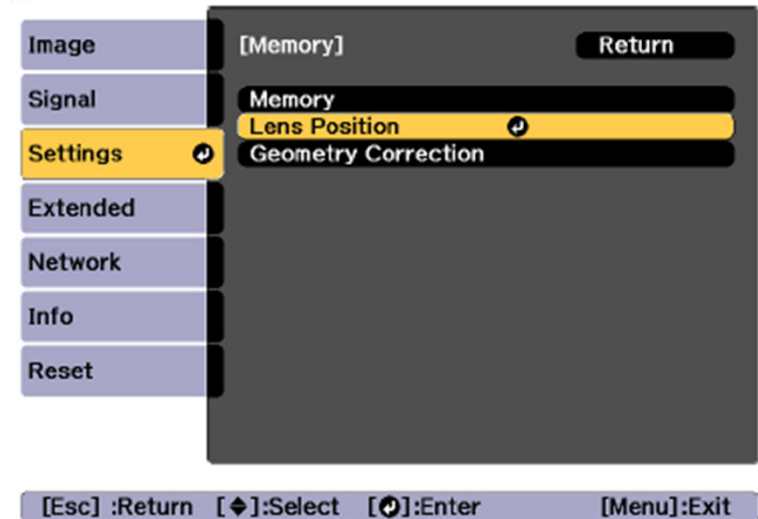 Image
Signal
Settings
Extended
Network
Info
Reset
[Memory] Return
Memory
Lens Position
Geometry Correction
[Esc] :Return [◆]:Select [↵]:Enter [Menu]:Exit